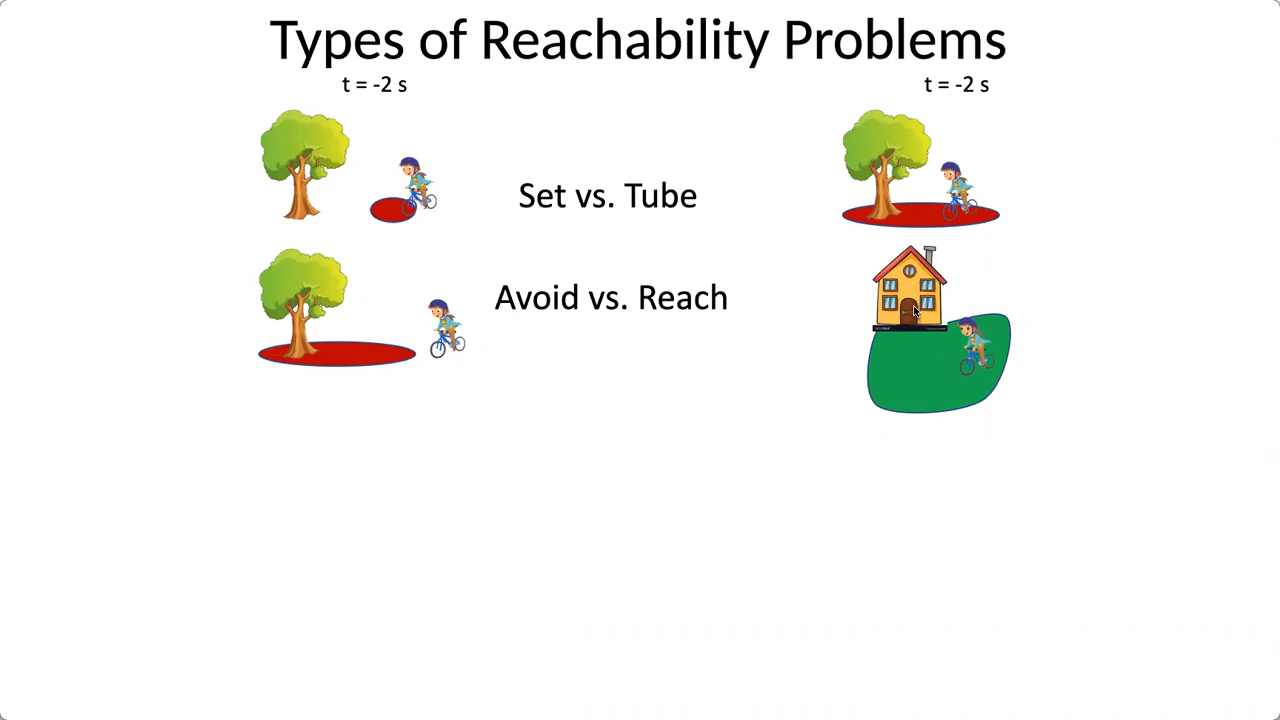 Types of Reachability Problems
t = -2 s
t = -2 s
Set vs. Tube
Avoid vs. Reach